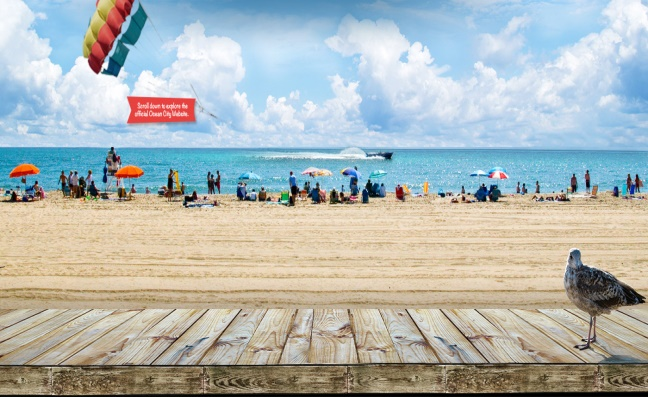 Scroll down to explore the
official Ocean City Website.